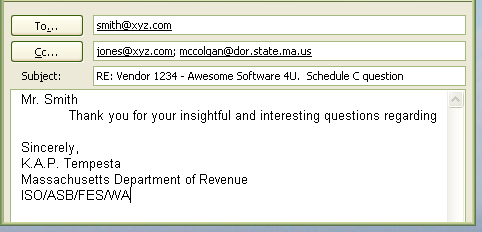 To... smith@xyz.com
Cc... jones@xyz.com; mccolgan@dor.state.ma.us
Subject: RE: Vendor 1234 - Awesome Software 4U. Schedule C question
Mr. Smith
Thank you for your insightful and interesting questions regarding
Sincerely,
K.A.P. Tempesta
Massachusetts Department of Revenue
ISO/ASB/FES/WA